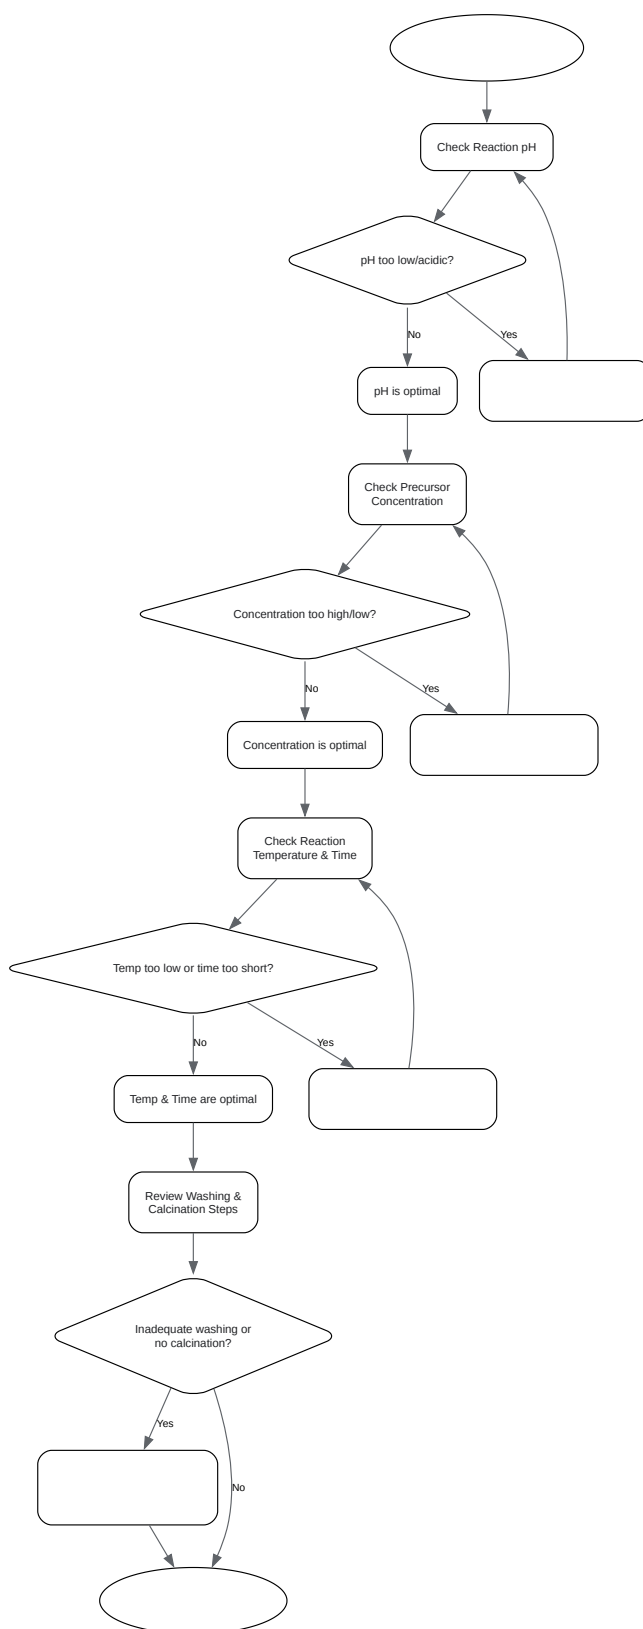 Check Reaction pH
pH too low/acidic?
No
Yes
pH is optimal
Check Precursor
Concentration
Concentration too high/low?
No
Yes
Concentration is optimal
Check Reaction
Temperature & Time
Temp too low or time too short?
No
Yes
Temp & Time are optimal
Review Washing &
Calcination Steps
Inadequate washing or
no calcination?
Yes
No